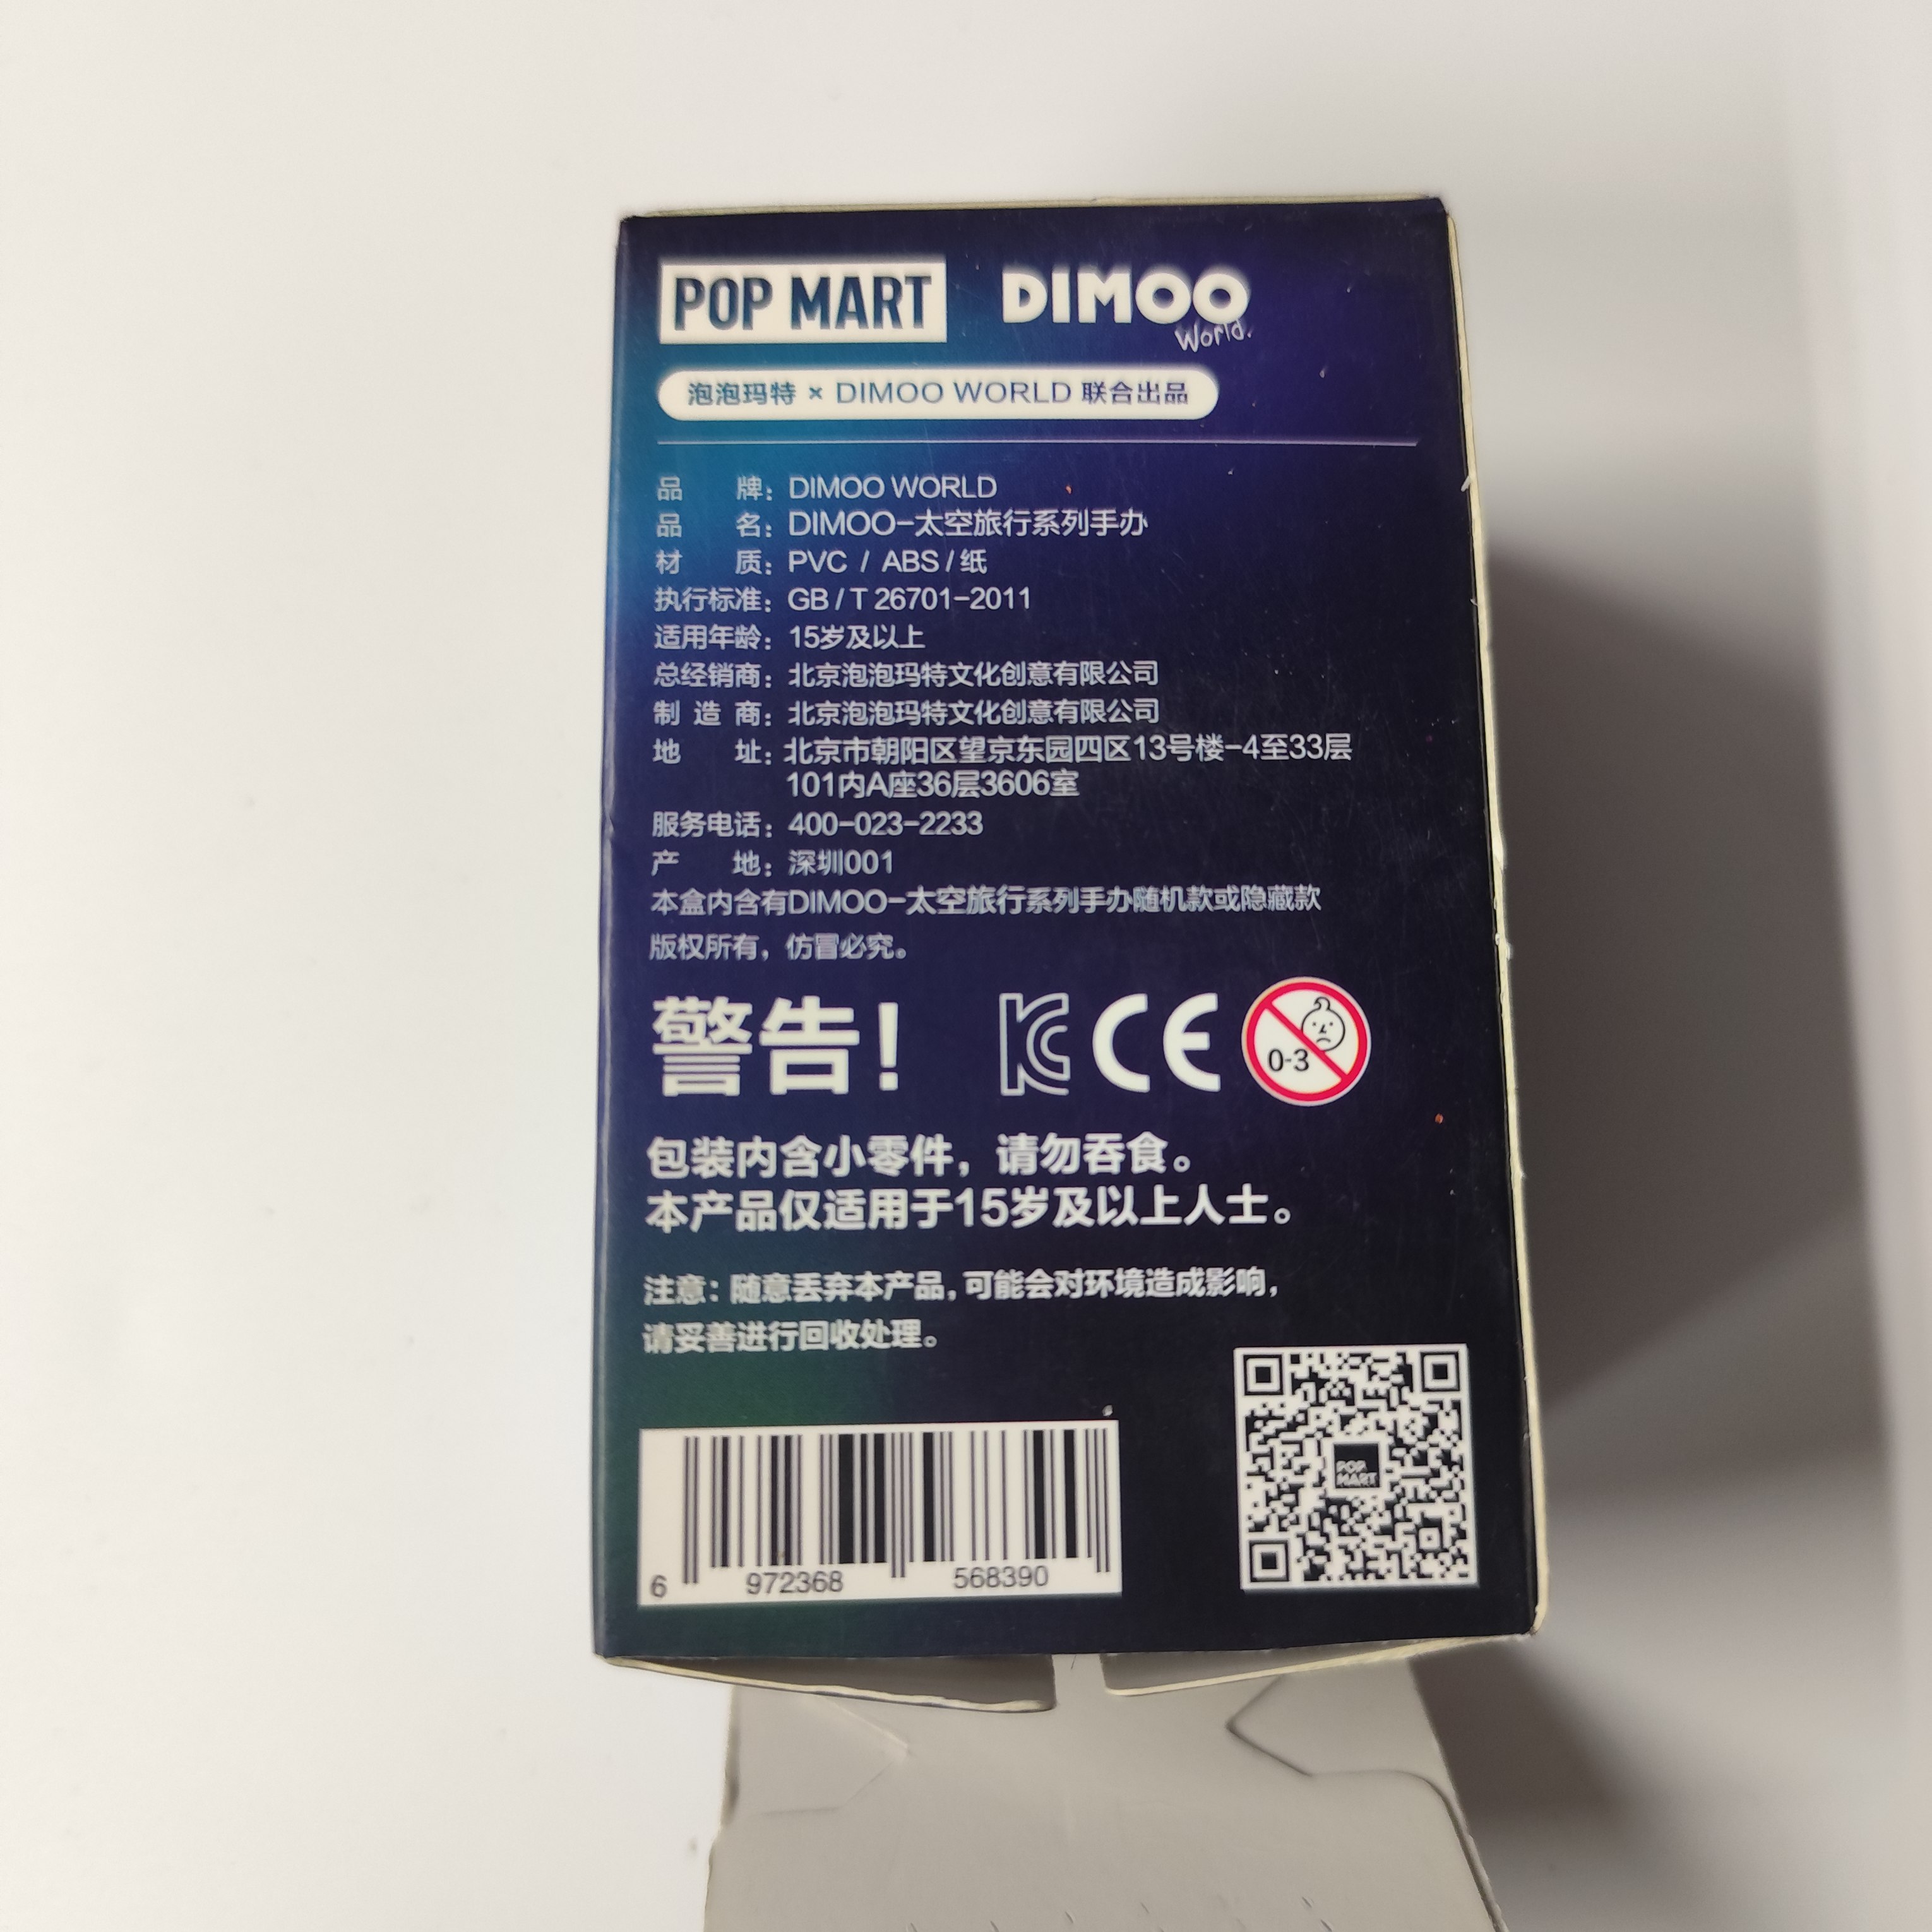 POP MART DIMOO
World.
泡泡玛特 × DIMOO WORLD 联合出品
品 牌：DIMOO WORLD
品 名：DIMOO-太空旅行系列手办
材 质：PVC / ABS / 纸
执行标准：GB / T 26701-2011
适用年龄：15岁及以上
总经销商：北京泡泡玛特文化创意有限公司
制 造 商：北京泡泡玛特文化创意有限公司
地 址：北京市朝阳区望京东园四区13号楼-4至33层
101内A座36层3606室
服务电话：400-023-2233
产 地：深圳001
本盒内含有DIMOO-太空旅行系列手办随机款或隐藏款
版权所有，仿冒必究。
警告！ KC CE 0-3
包装内含小零件，请勿吞食。
本产品仅适用于15岁及以上人士。
注意：随意丢弃本产品，可能会对环境造成影响，
请妥善进行回收处理。
POP
MART
6 972368 568390